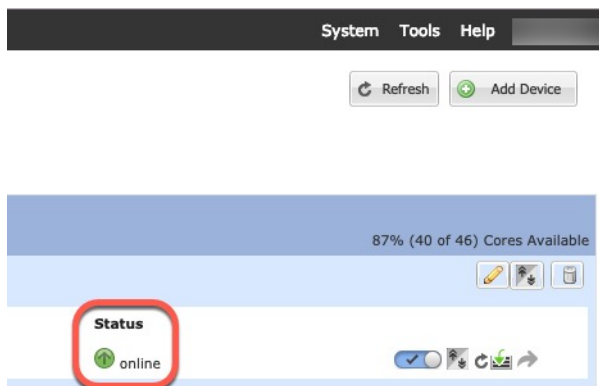 System Tools Help
Refresh Add Device
87% (40 of 46) Cores Available
Status
online